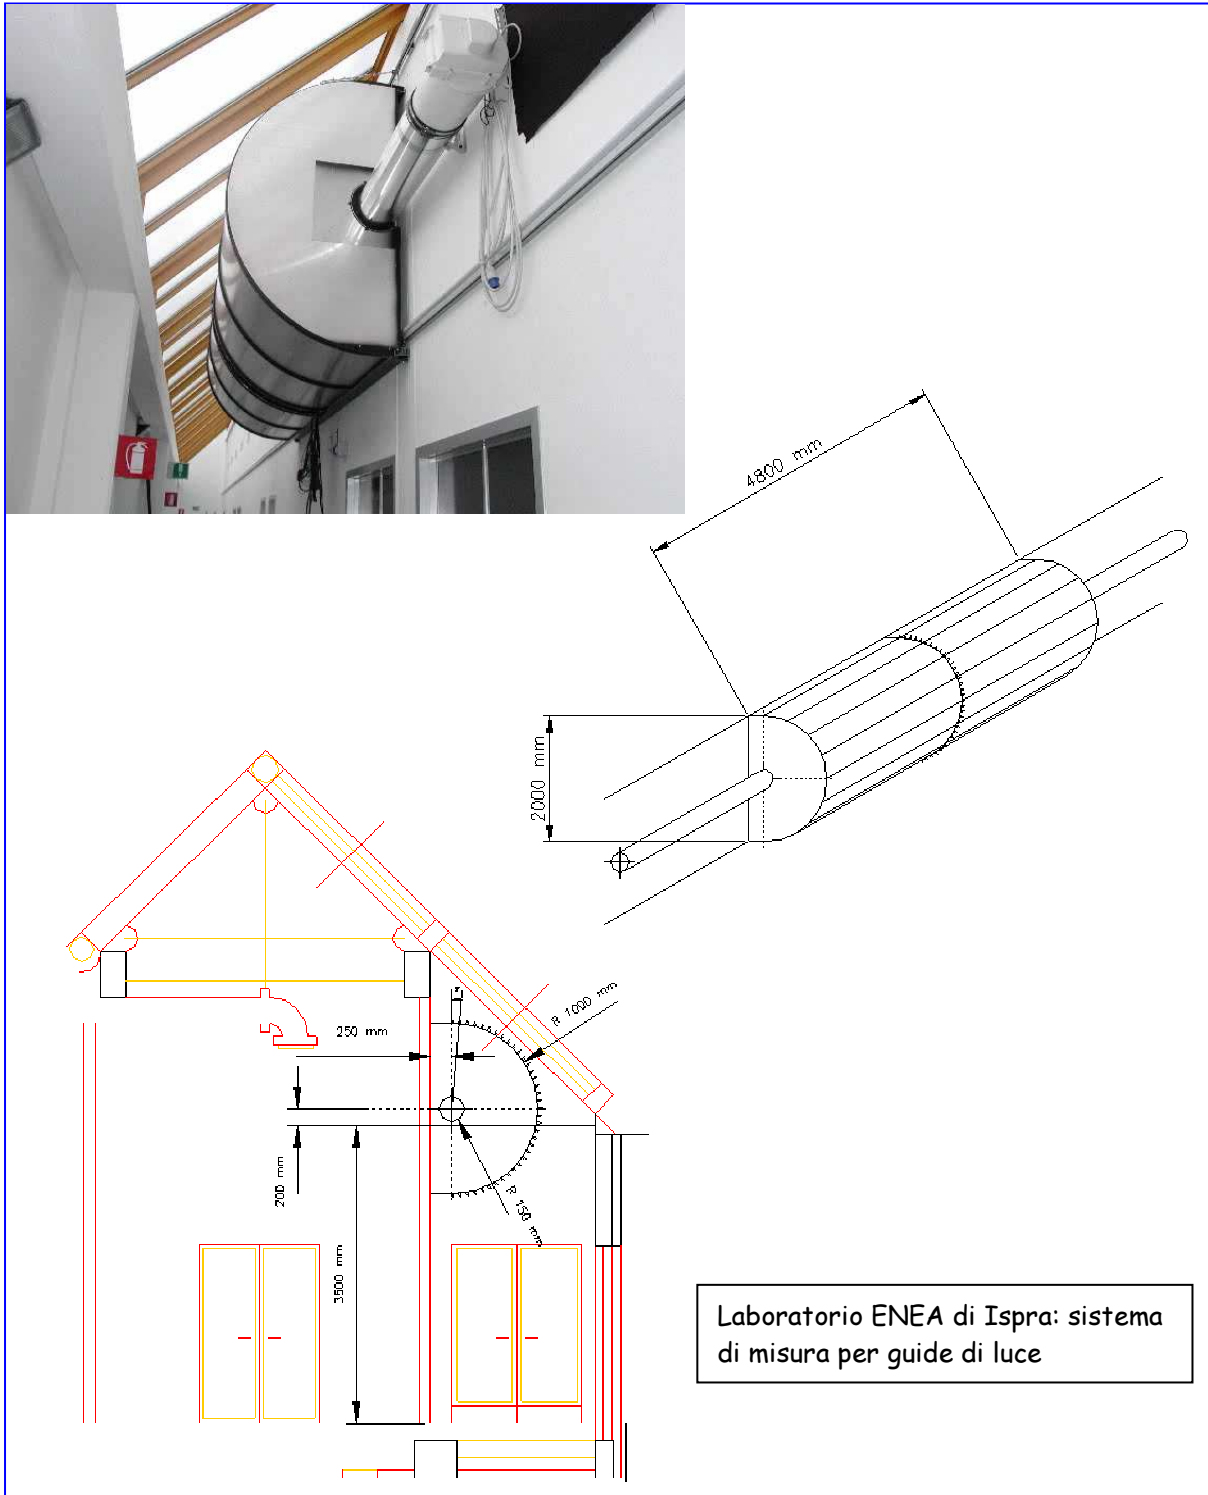 4800 mm
2000 mm
R 1000 mm
250 mm
200 mm
R 150 mm
3500 mm
Laboratorio ENEA di Ispra: sistema
di misura per guide di luce